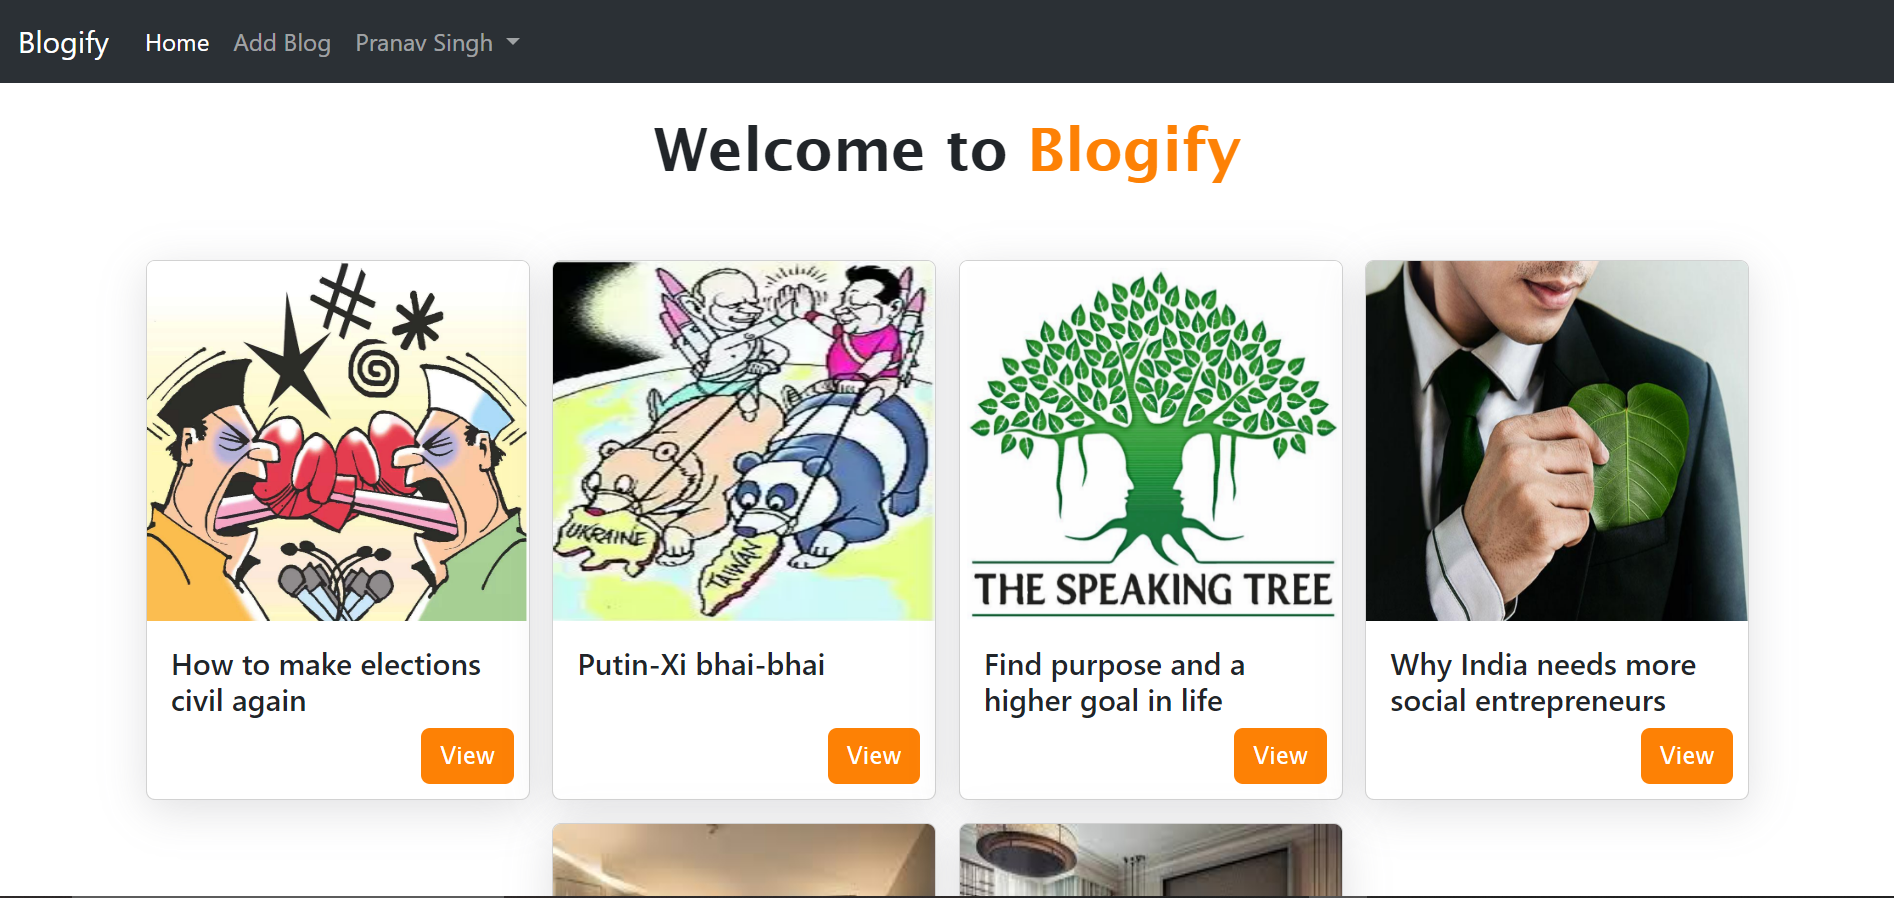 Blogify
Home
Add Blog
Pranav Singh
Welcome to Blogify
#
*
UKRAINE
TAIWAN
THE SPEAKING TREE
How to make elections
civil again
View
Putin-Xi bhai-bhai
View
Find purpose and a
higher goal in life
View
Why India needs more
social entrepreneurs
View